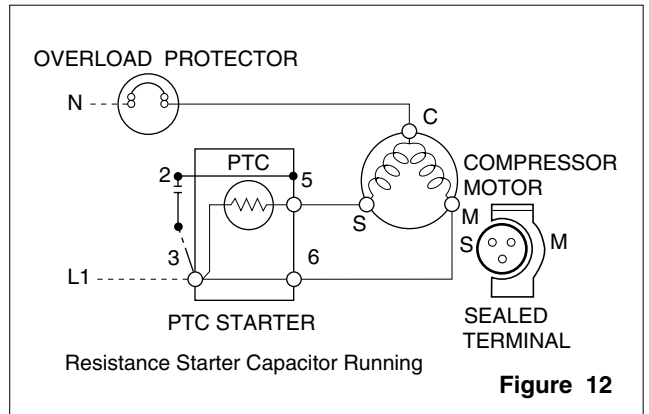 OVERLOAD PROTECTOR
N
C
PTC
2
5
COMPRESSOR
MOTOR
S
M
S
M
3
6
L1
PTC STARTER
SEALED
TERMINAL
Resistance Starter Capacitor Running
Figure 12